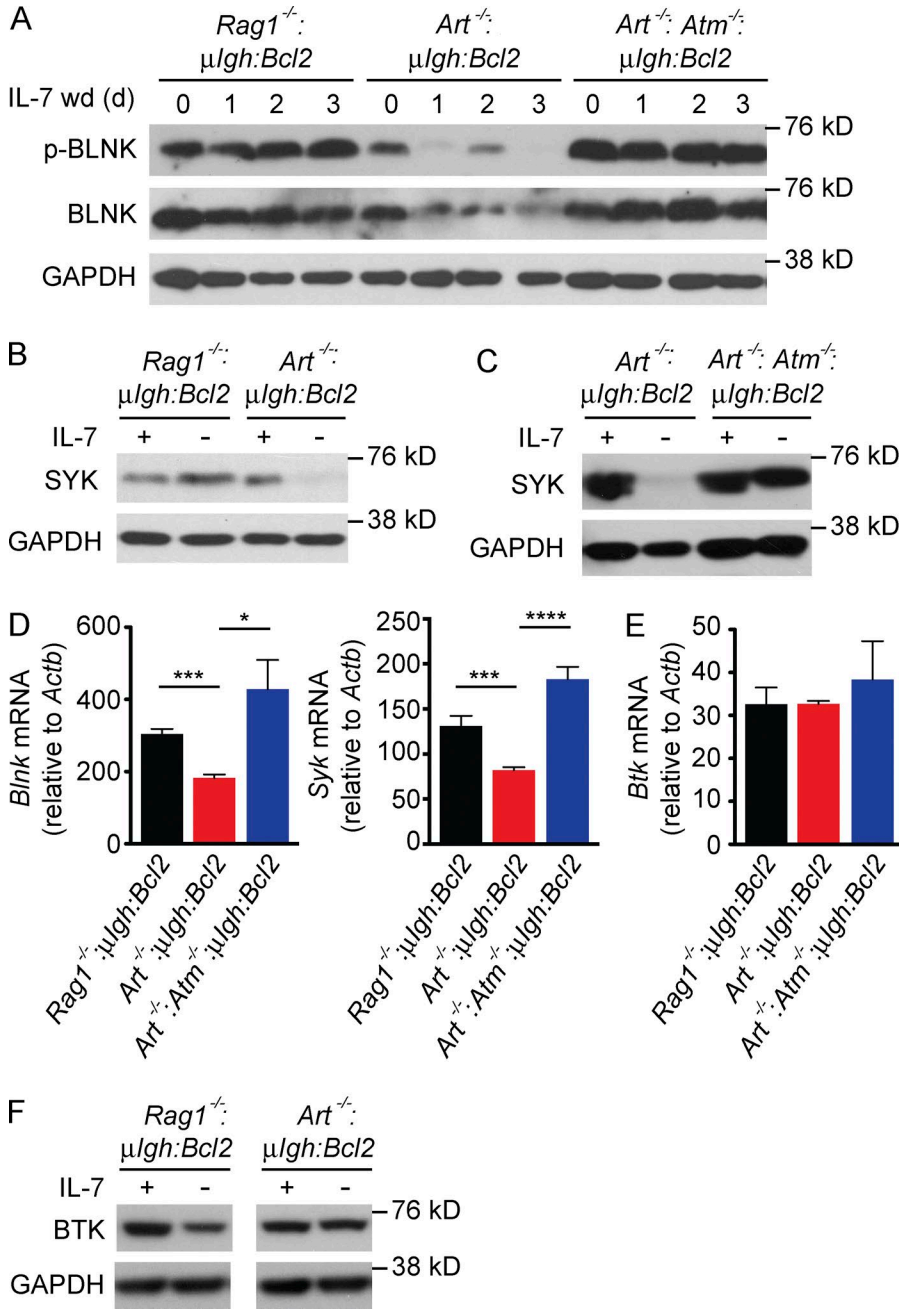 A
Rag1-/-: Art-/-: Art-/-: Atm-/-:
μIgh:Bcl2 μIgh:Bcl2 μIgh:Bcl2
IL-7 wd (d) 0 1 2 3 0 1 2 3 0 1 2 3
p-BLNK 76 kD
BLNK 76 kD
GAPDH 38 kD
B
Rag1-/-: Art-/-:
μIgh:Bcl2 μIgh:Bcl2
IL-7 + - + -
SYK 76 kD
GAPDH 38 kD
C
Art-/-: Art-/-: Atm-/-:
μIgh:Bcl2 μIgh:Bcl2
IL-7 + - + -
SYK 76 kD
GAPDH 38 kD
D
Blnk mRNA
(relative to Actb)
600
400
200
0
*** *
Rag1-/-:μIgh:Bcl2
Art-/-:μIgh:Bcl2
Art-/-:Atm-/-:μIgh:Bcl2
Syk mRNA
(relative to Actb)
250
200
150
100
50
0
*** ****
Rag1-/-:μIgh:Bcl2
Art-/-:μIgh:Bcl2
Art-/-:Atm-/-:μIgh:Bcl2
E
Btk mRNA
(relative to Actb)
50
40
30
20
10
0
Rag1-/-:μIgh:Bcl2
Art-/-:μIgh:Bcl2
Art-/-:Atm-/-:μIgh:Bcl2
F
Rag1-/-: Art-/-:
μIgh:Bcl2 μIgh:Bcl2
IL-7 + - + -
BTK 76 kD
GAPDH 38 kD